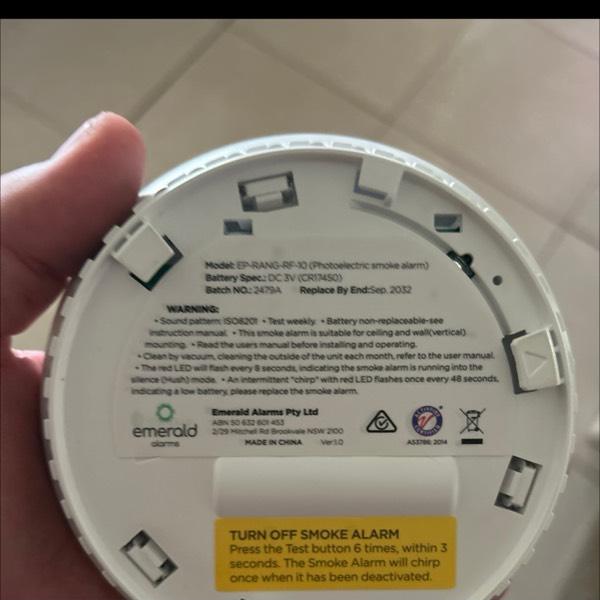 Model: EP-RANG-RF-10 (Photoelectric smoke alarm)
Battery Spec.: DC 3V (CR17450)
Batch NO.: 2479A Replace By End:Sep. 2032
WARNING:
• Sound pattern: ISO8201 • Test weekly. • Battery non-replaceable-see
instruction manual. • This smoke alarm is suitable for ceiling and wall(vertical)
mounting. • Read the users manual before installing and operating.
• Clean by vacuum, cleaning the outside of the unit each month, refer to the user manual.
• The red LED will flash every 8 seconds, indicating the smoke alarm is running into the
silence (Hush) mode. • An intermittent "chirp" with red LED flashes once every 48 seconds,
indicating a low battery, please replace the smoke alarm.
emerald
alarms
Emerald Alarms Pty Ltd
ABN 50 632 601 453
2/29 Mitchell Rd Brookvale NSW 2100
MADE IN CHINA Ver:1.0
AS3786: 2014
TURN OFF SMOKE ALARM
Press the Test button 6 times, within 3
seconds. The Smoke Alarm will chirp
once when it has been deactivated.